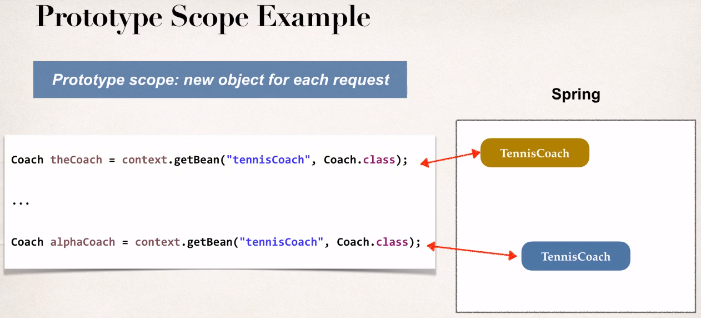 Prototype Scope Example
Prototype scope: new object for each request
Spring
Coach theCoach = context.getBean("tennisCoach", Coach.class);
TennisCoach
...
Coach alphaCoach = context.getBean("tennisCoach", Coach.class);
TennisCoach